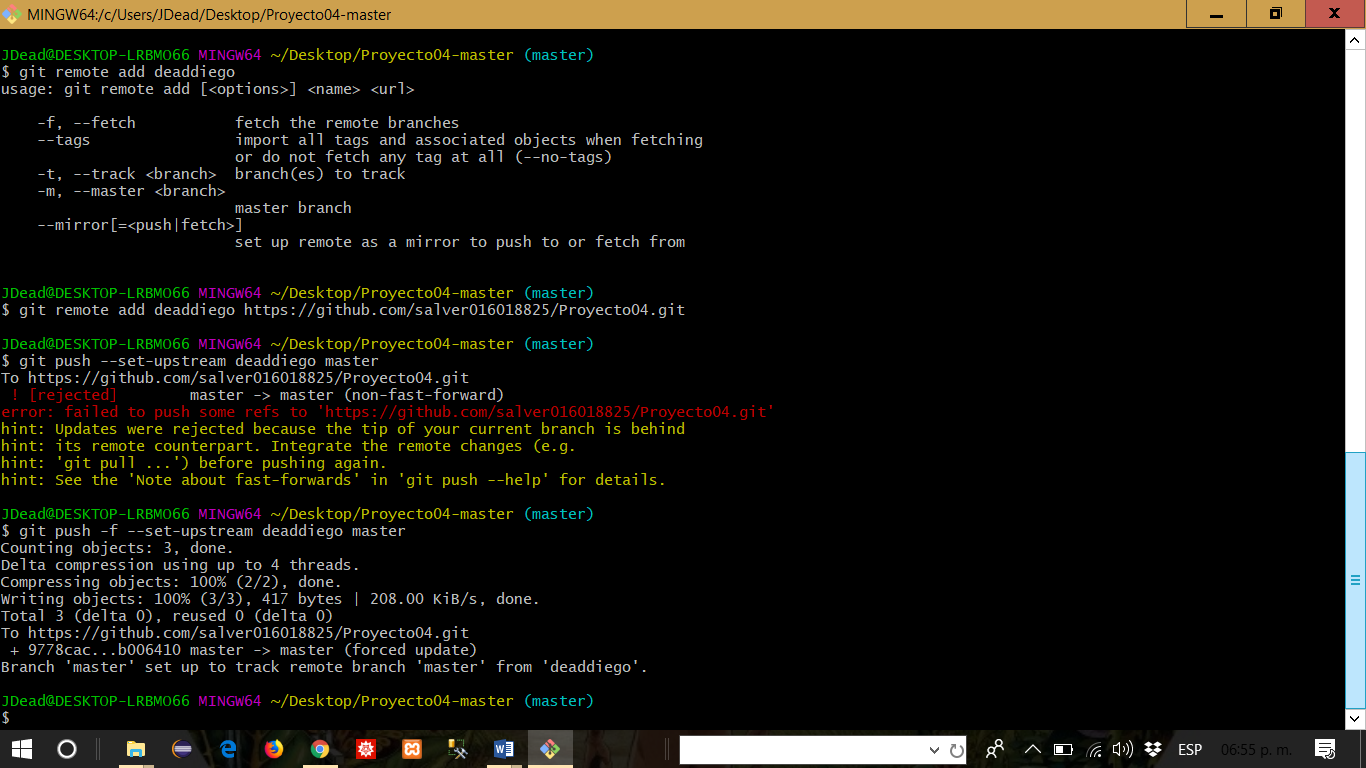 MINGW64:/c/Users/JDead/Desktop/Proyecto04-master
JDead@DESKTOP-LRBMO66 MINGW64 ~/Desktop/Proyecto04-master (master)
$ git remote add deaddiego
usage: git remote add [<options>] <name> <url>
-f, --fetch fetch the remote branches
--tags import all tags and associated objects when fetching
or do not fetch any tag at all (--no-tags)
-t, --track <branch> branch(es) to track
-m, --master <branch>
master branch
--mirror[=<push|fetch>]
set up remote as a mirror to push to or fetch from
JDead@DESKTOP-LRBMO66 MINGW64 ~/Desktop/Proyecto04-master (master)
$ git remote add deaddiego https://github.com/salver016018825/Proyecto04.git
JDead@DESKTOP-LRBMO66 MINGW64 ~/Desktop/Proyecto04-master (master)
$ git push --set-upstream deaddiego master
To https://github.com/salver016018825/Proyecto04.git
! [rejected] master -> master (non-fast-forward)
error: failed to push some refs to 'https://github.com/salver016018825/Proyecto04.git'
hint: Updates were rejected because the tip of your current branch is behind
hint: its remote counterpart. Integrate the remote changes (e.g.
hint: 'git pull ...') before pushing again.
hint: See the 'Note about fast-forwards' in 'git push --help' for details.
JDead@DESKTOP-LRBMO66 MINGW64 ~/Desktop/Proyecto04-master (master)
$ git push -f --set-upstream deaddiego master
Counting objects: 3, done.
Delta compression using up to 4 threads.
Compressing objects: 100% (2/2), done.
Writing objects: 100% (3/3), 417 bytes | 208.00 KiB/s, done.
Total 3 (delta 0), reused 0 (delta 0)
To https://github.com/salver016018825/Proyecto04.git
+ 9778cac...b006410 master -> master (forced update)
Branch 'master' set up to track remote branch 'master' from 'deaddiego'.
JDead@DESKTOP-LRBMO66 MINGW64 ~/Desktop/Proyecto04-master (master)
$
ESP 06:55 p. m.